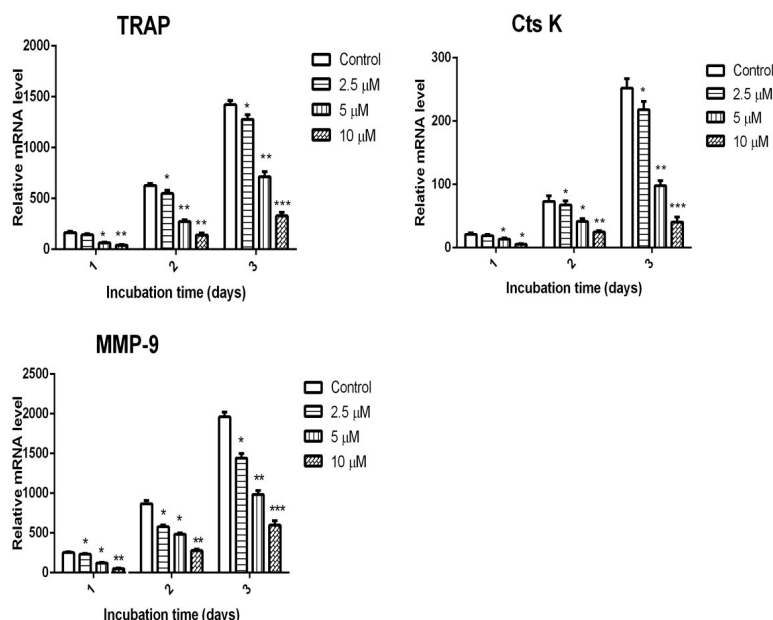 TRAP
Relative mRNA level
2000
1500
1000
500
0
* ** * ** ** * ** ***
1 2 3
Incubation time (days)
Control
2.5 μM
5 μM
10 μM
Cts K
Relative mRNA level
300
200
100
0
* * * * ** * ** ***
1 2 3
Incubation time (days)
Control
2.5 μM
5 μM
10 μM
MMP-9
Relative mRNA level
2500
2000
1500
1000
500
0
* * ** * * ** * ** ***
1 2 3
Incubation time (days)
Control
2.5 μM
5 μM
10 μM